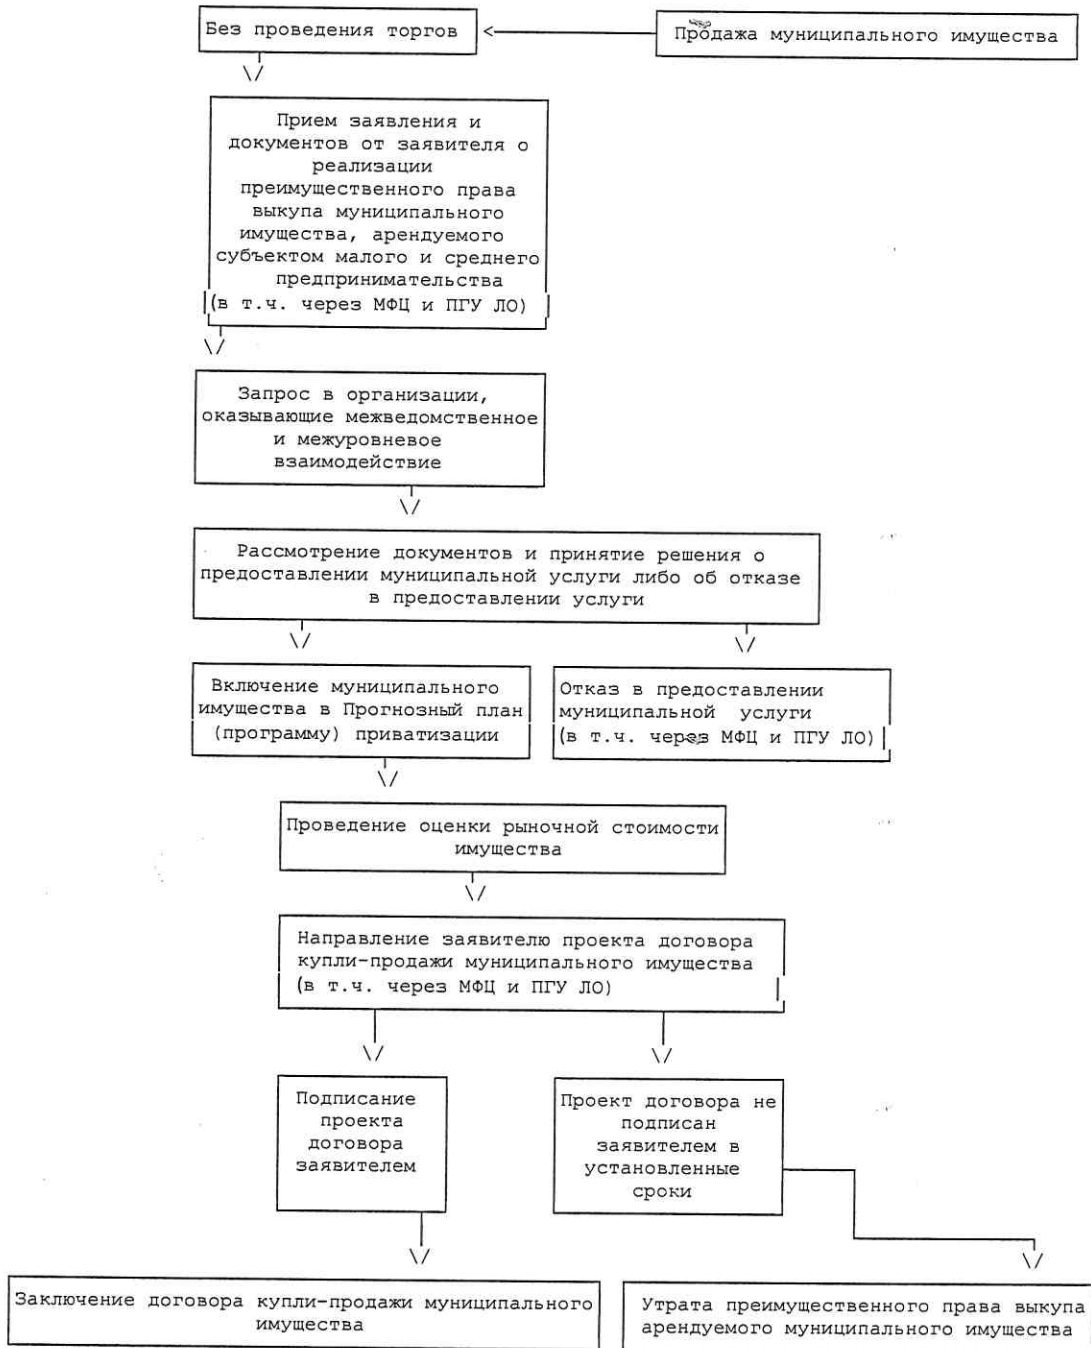 Без проведения торгов
Продажа муниципального имущества
Прием заявления и
документов от заявителя о
реализации
преимущественного права
выкупа муниципального
имущества, арендуемого
субъектом малого и среднего
предпринимательства
(в т.ч. через МФЦ и ПГУ ЛО)
Запрос в организации,
оказывающие межведомственное
и межуровневое
взаимодействие
Рассмотрение документов и принятие решения о
предоставлении муниципальной услуги либо об отказе
в предоставлении услуги
Включение муниципального
имущества в Прогнозный план
(программу) приватизации
Отказ в предоставлении
муниципальной услуги
(в т.ч. через МФЦ и ПГУ ЛО)
Проведение оценки рыночной стоимости
имущества
Направление заявителю проекта договора
купли-продажи муниципального имущества
(в т.ч. через МФЦ и ПГУ ЛО)
Подписание
проекта
договора
заявителем
Проект договора не
подписан
заявителем в
установленные
сроки
Заключение договора купли-продажи муниципального
имущества
Утрата преимущественного права выкупа
арендуемого муниципального имущества